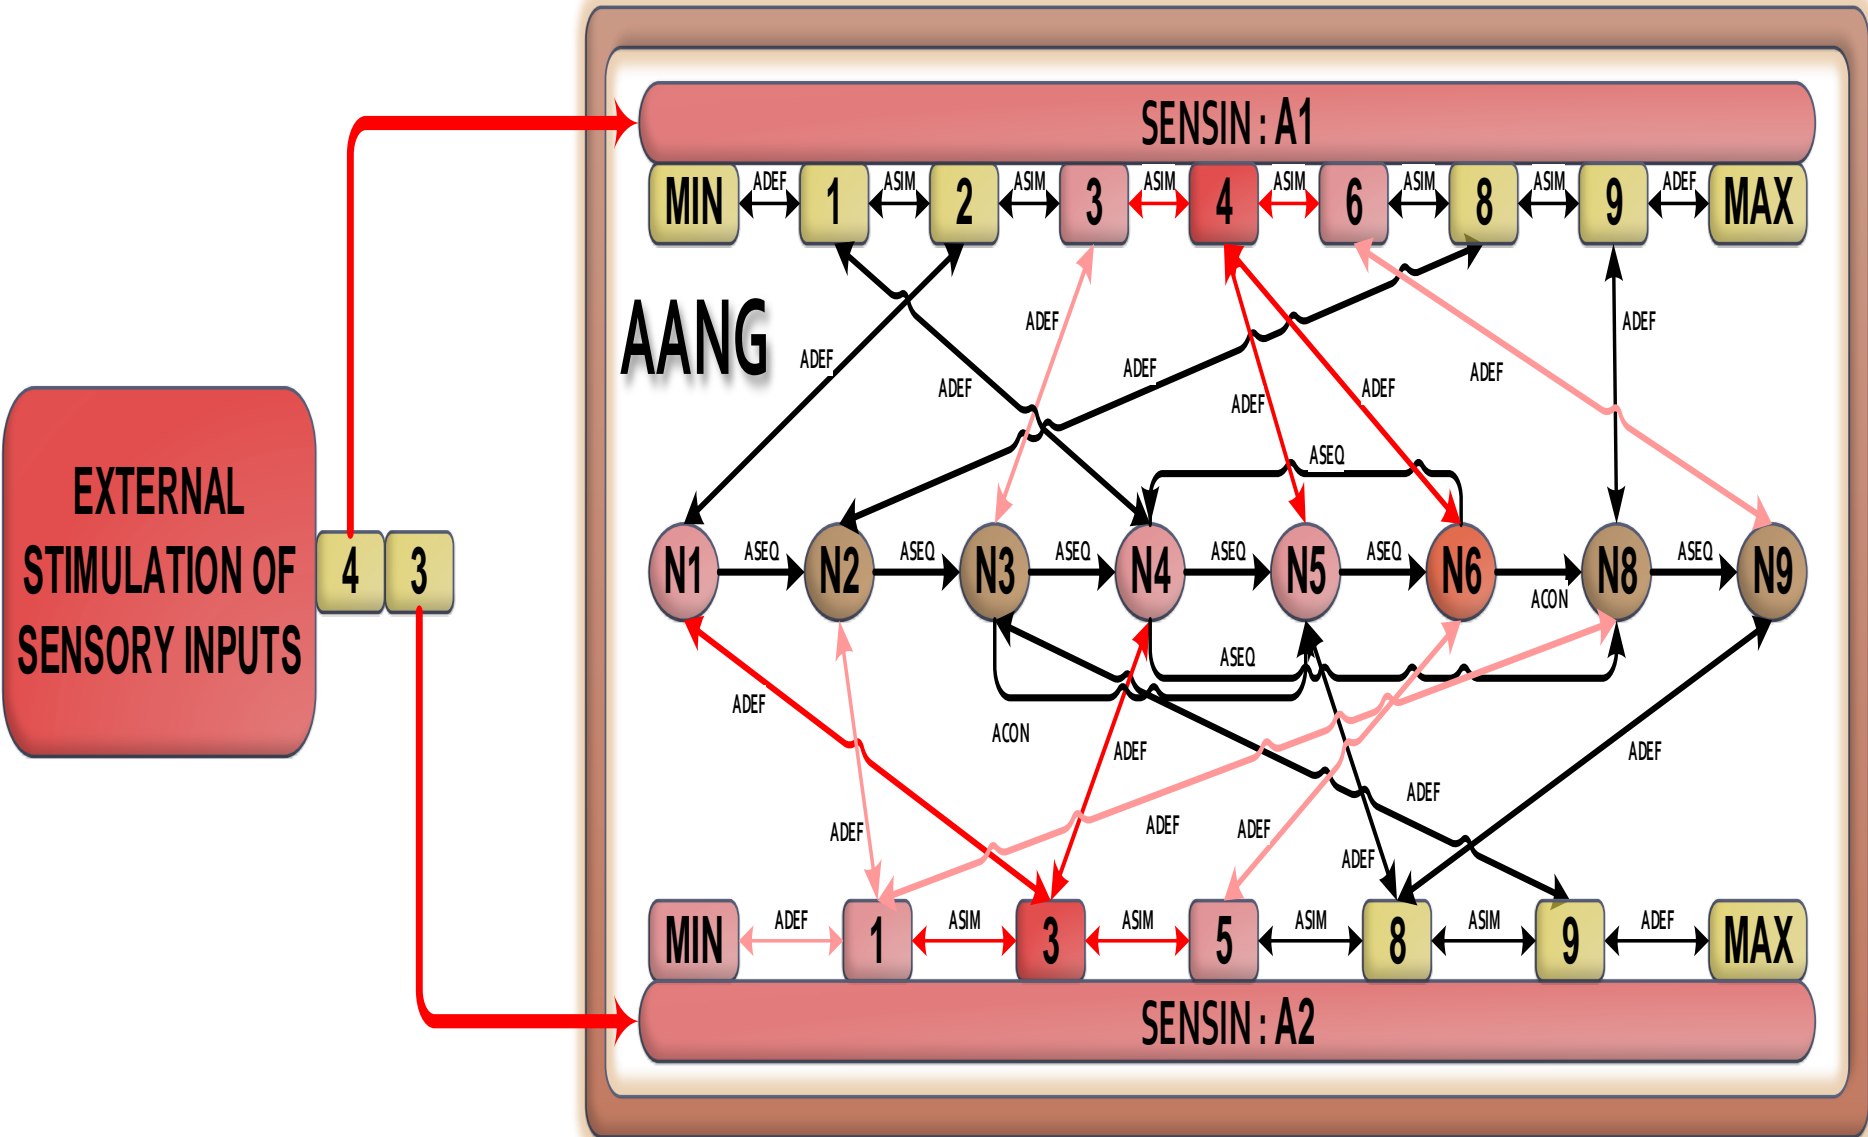 SENSIN : A1
MIN ADEF 1 ASIM 2 ASIM 3 ASIM 4 ASIM 6 ASIM 8 ASIM 9 ADEF MAX
AANG
ADEF
ADEF
ADEF
ADEF
ADEF
ADEF
ADEF
ADEF
ASEQ
EXTERNAL
STIMULATION OF
SENSORY INPUTS
4 3
N1 ASEQ N2 ASEQ N3 ASEQ N4 ASEQ N5 ASEQ N6 ACON N8 ASEQ N9
ASEQ
ACON
ADEF
ADEF
ADEF
ADEF
ADEF
ADEF
ADEF
ADEF
MIN ADEF 1 ASIM 3 ASIM 5 ASIM 8 ASIM 9 ADEF MAX
SENSIN : A2